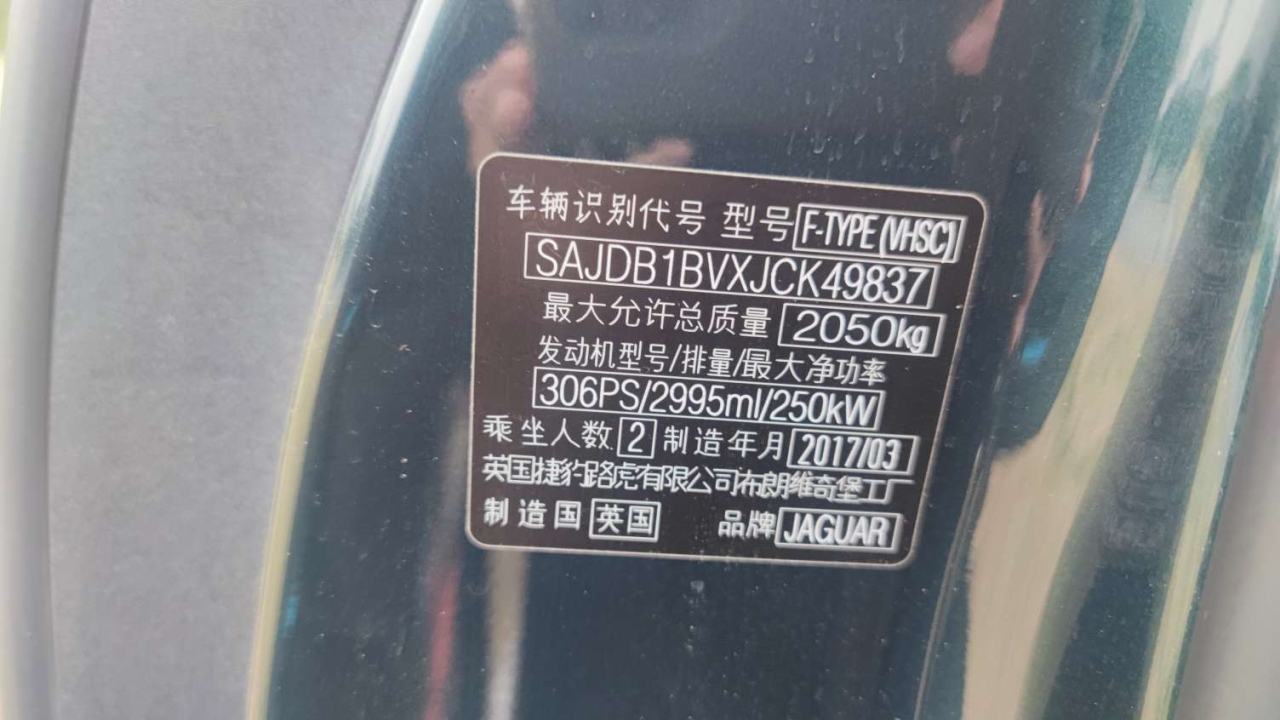 车辆识别代号 型号 F-TYPE (VHSC)
SAJDB1BVXJCK49837
最大允许总质量 2050kg
发动机型号/排量/最大净功率
306PS/2995ml/250kW
乘坐人数 2 制造年月 2017/03
英国捷豹路虎有限公司布朗维奇堡工厂
制造国 英国 品牌 JAGUAR